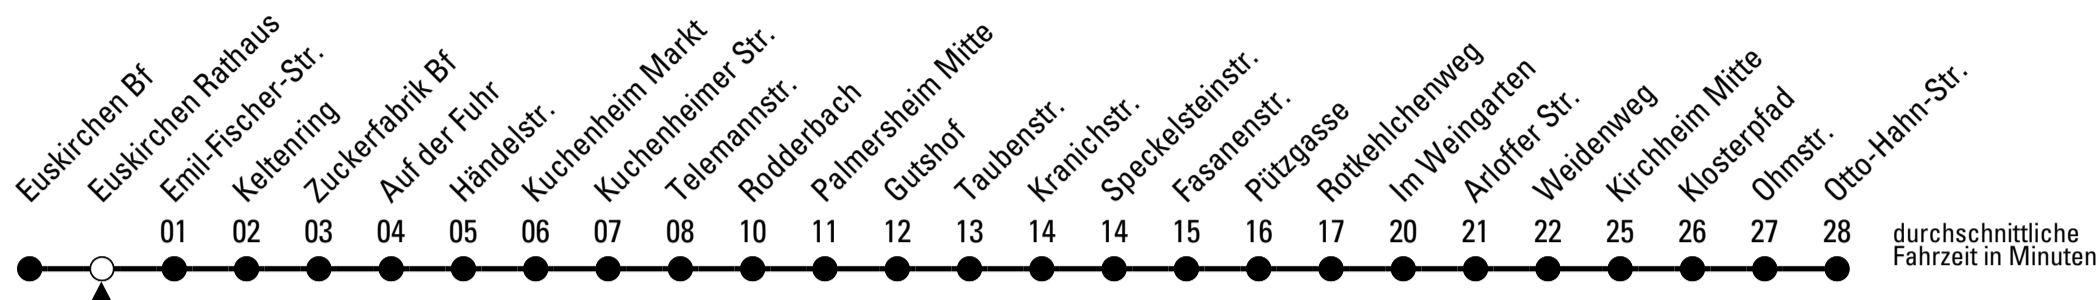 Euskirchen Bf
Euskirchen Rathaus
Emil-Fischer-Str.
Keltenring
Zuckerfabrik Bf
Auf der Fuhr
Händelstr.
Kuchenheim Markt
Kuchenheimer Str.
Telemannstr.
Rodderbach
Palmersheim Mitte
Gutshof
Taubenstr.
Kranichstr.
Speckelsteinstr.
Fasanenstr.
Pützgasse
Rotkehlchenweg
Im Weingarten
Arloffer Str.
Weidenweg
Kirchheim Mitte
Klosterpfad
Ohmstr.
Otto-Hahn-Str.
01 02 03 04 05 06 07 08 10 11 12 13 14 14 15 16 17 20 21 22 25 26 27 28
durchschnittliche
Fahrzeit in Minuten